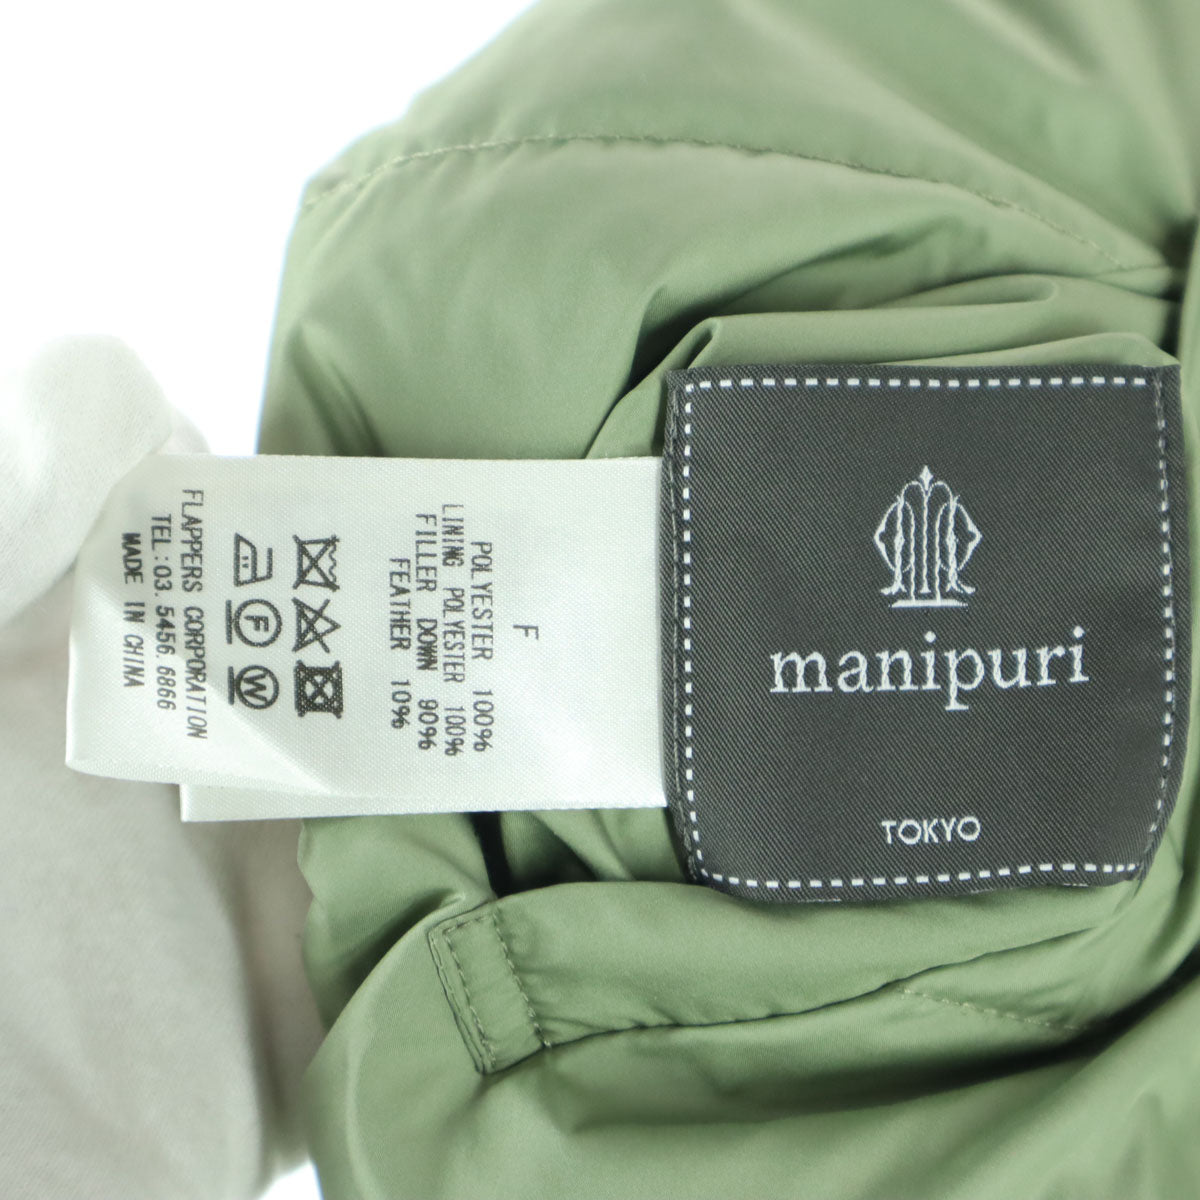 manipuri
TOKYO
F
POLYESTER 100%
LINING POLYESTER 100%
FILLER DOWN 90%
FEATHER 10%
F W
FLAPPERS CORPORATION
TEL:03.5456.6866
MADE IN CHINA